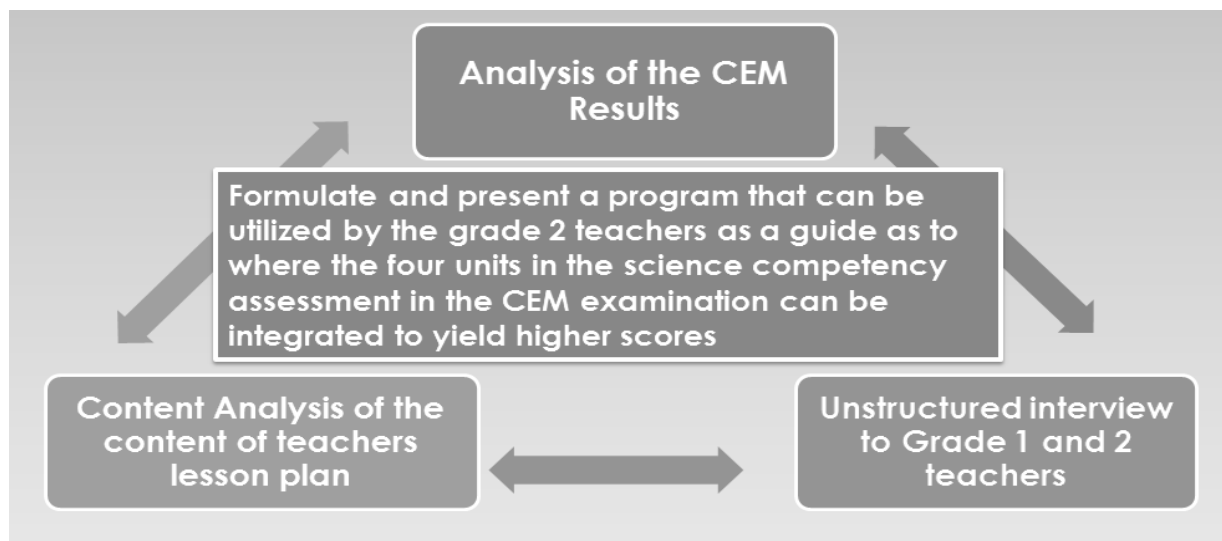 Analysis of the CEM
Results
Formulate and present a program that can be
utilized by the grade 2 teachers as a guide as to
where the four units in the science competency
assessment in the CEM examination can be
integrated to yield higher scores
Content Analysis of the
content of teachers
lesson plan
Unstructured interview
to Grade 1 and 2
teachers